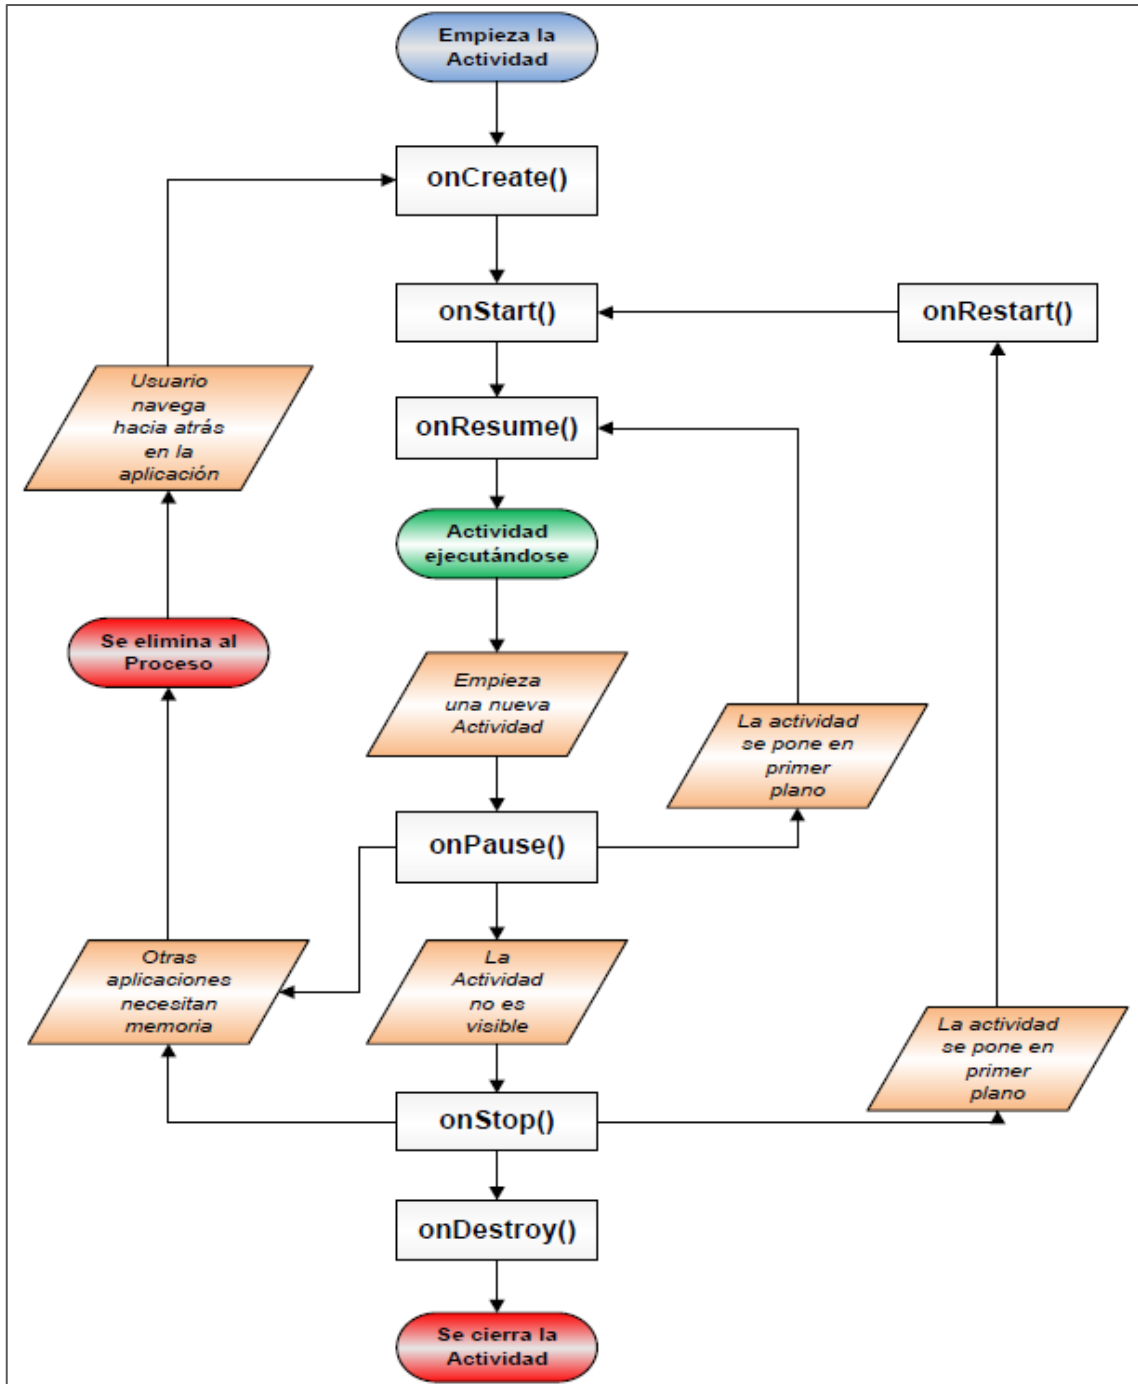 Empieza la
Actividad
onCreate()
onStart()
onRestart()
Usuario
navega
hacia atrás
en la
aplicación
onResume()
Actividad
ejecutándose
Se elimina al
Proceso
Empieza
una nueva
Actividad
La actividad
se pone en
primer
plano
onPause()
Otras
aplicaciones
necesitan
memoria
La
Actividad
no es
visible
La actividad
se pone en
primer
plano
onStop()
onDestroy()
Se cierra la
Actividad